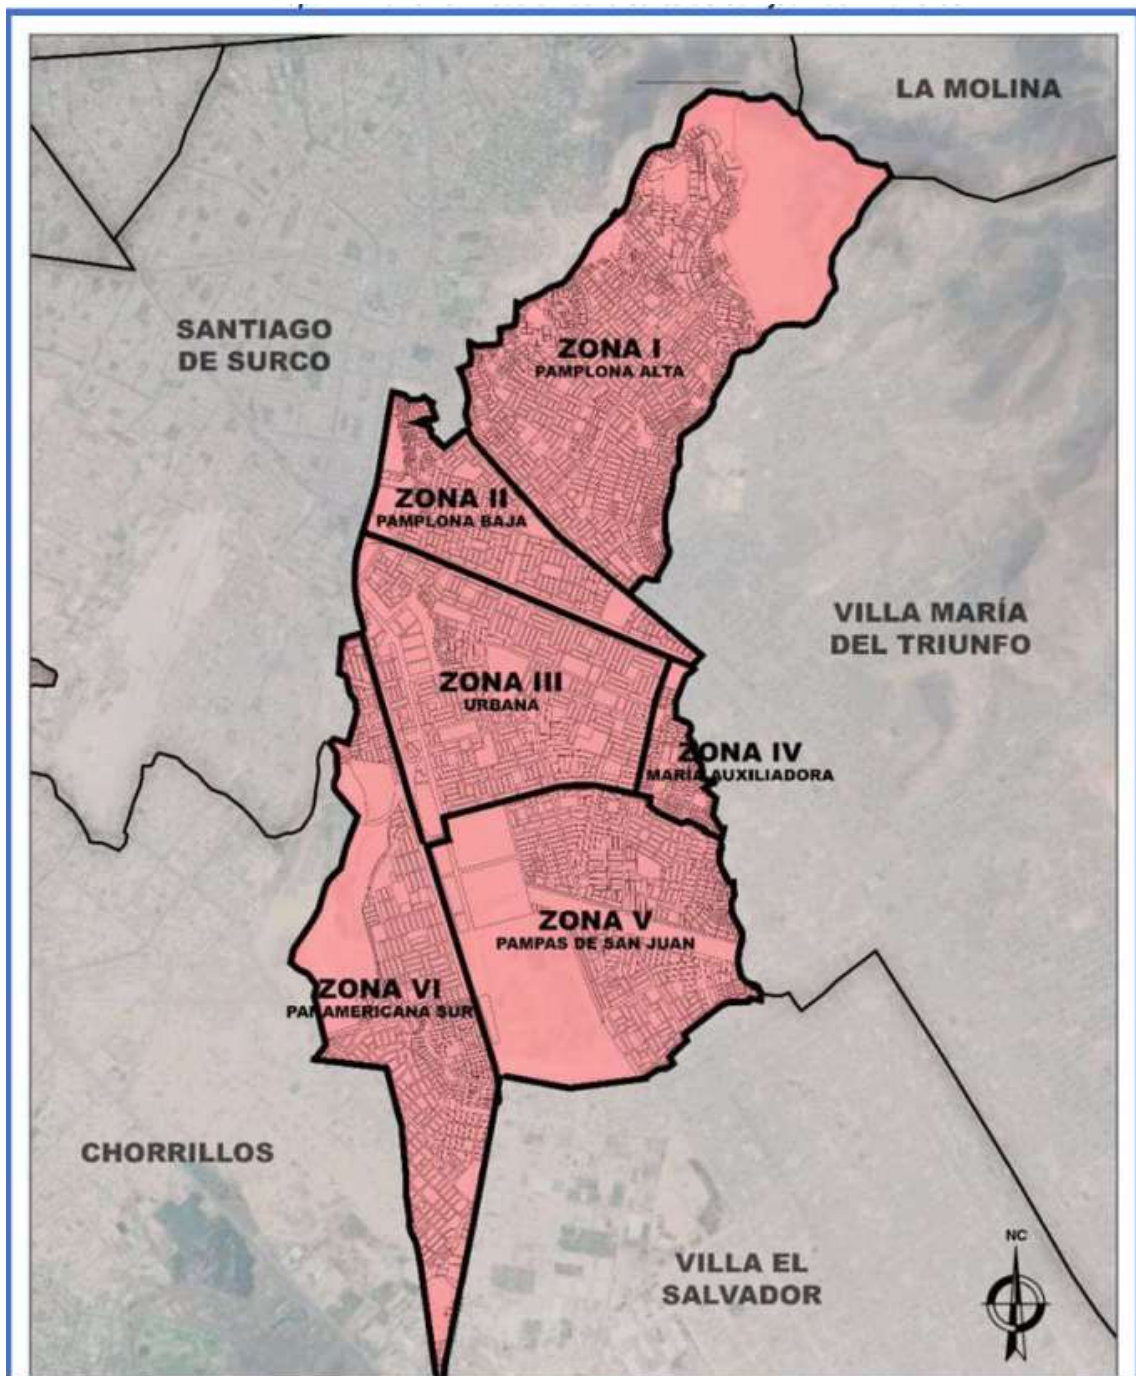 LA MOLINA
SANTIAGO
DE SURCO
ZONA I
PAMPLONA ALTA
ZONA II
PAMPLONA BAJA
VILLA MARÍA
DEL TRIUNFO
ZONA III
URBANA
ZONA IV
MARÍA AUXILIADORA
ZONA V
PAMPAS DE SAN JUAN
ZONA VI
PANAMERICANA SUR
CHORRILLOS
VILLA EL
SALVADOR
NC